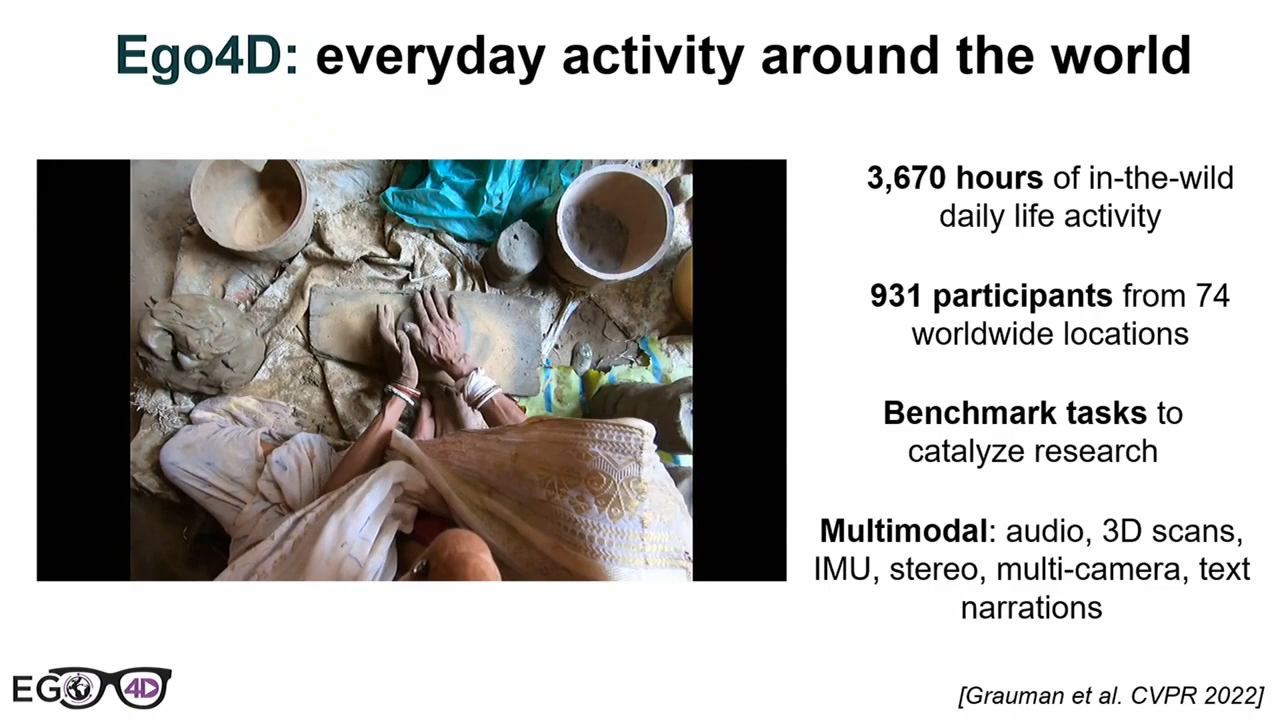 Ego4D: everyday activity around the world
3,670 hours of in-the-wild
daily life activity
931 participants from 74
worldwide locations
Benchmark tasks to
catalyze research
Multimodal: audio, 3D scans,
IMU, stereo, multi-camera, text
narrations
EGO 4D
[Grauman et al. CVPR 2022]